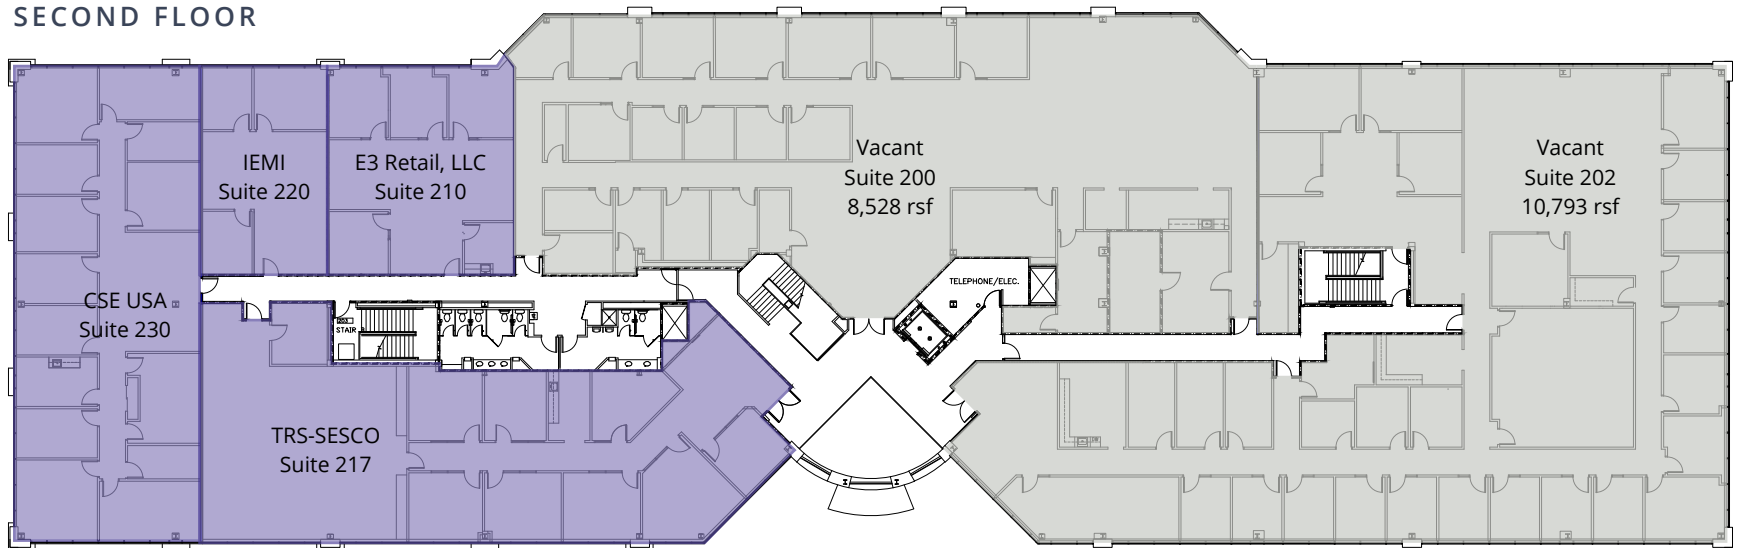 SECOND FLOOR
IEMI
Suite 220
E3 Retail, LLC
Suite 210
Vacant
Suite 200
8,528 rsf
Vacant
Suite 202
10,793 rsf
CSE USA
Suite 230
TELEPHONE/ELEC.
STAIR
TRS-SESCO
Suite 217